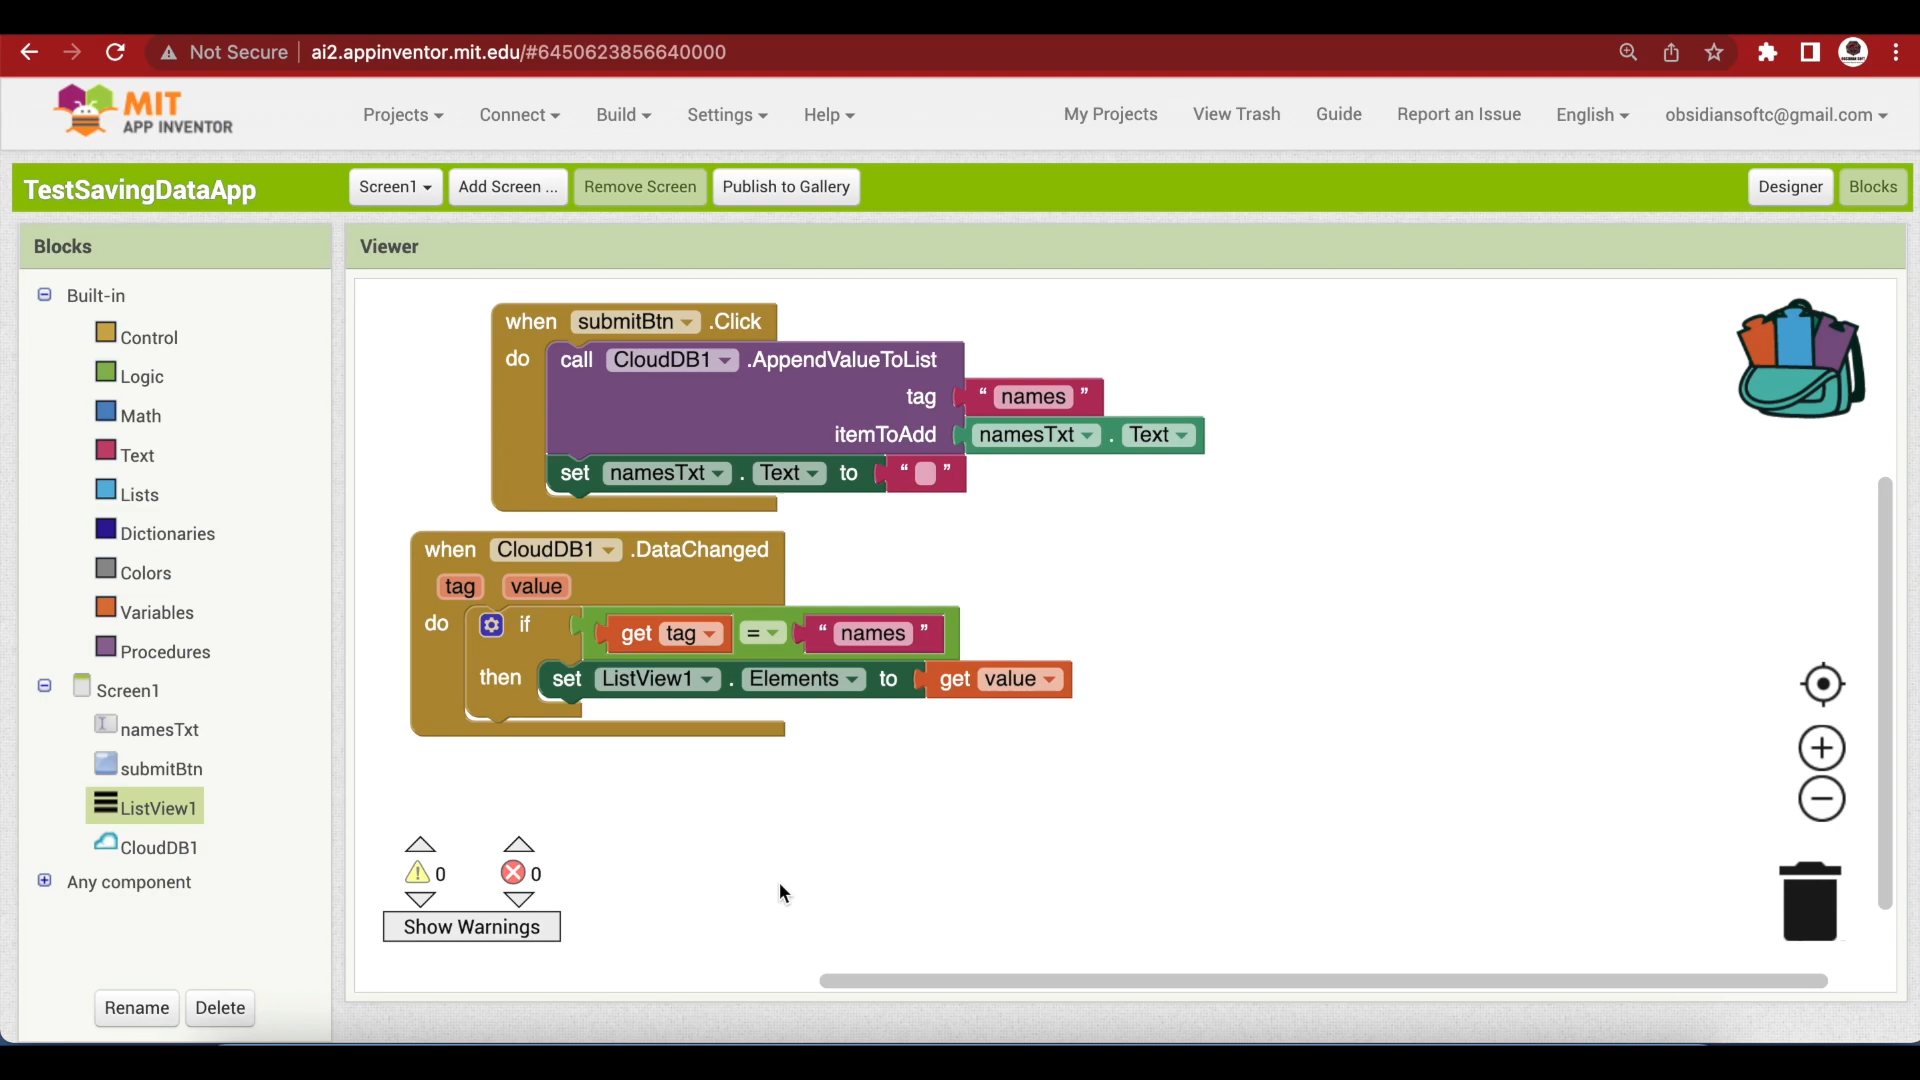 Not Secure ai2.appinventor.mit.edu/#6450623856640000
MIT
APP INVENTOR
Projects Connect Build Settings Help My Projects View Trash Guide Report an Issue English obsidiansoftc@gmail.com
TestSavingDataApp Screen1 Add Screen ... Remove Screen Publish to Gallery Designer Blocks
Blocks
Built-in
Control
Logic
Math
Text
Lists
Dictionaries
Colors
Variables
Procedures
Screen1
namesTxt
submitBtn
ListView1
CloudDB1
Any component
Rename Delete
Viewer
when submitBtn .Click
do call CloudDB1 .AppendValueToList
tag “ names ”
itemToAdd namesTxt . Text
set namesTxt . Text to “ ”
when CloudDB1 .DataChanged
tag value
do if get tag = “ names ”
then set ListView1 . Elements to get value
0 0
Show Warnings